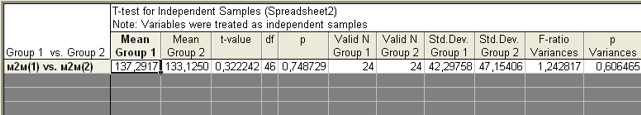 T-test for Independent Samples (Spreadsheet2)
Note: Variables were treated as independent samples
Group 1 vs. Group 2 Mean Group 1 Mean Group 2 t-value df p Valid N Group 1 Valid N Group 2 Std.Dev. Group 1 Std.Dev. Group 2 F-ratio Variances p Variances
м2м(1) vs. м2м(2) 137,2917 133,1250 0,322242 46 0,748729 24 24 42,29758 47,15406 1,242817 0,606465